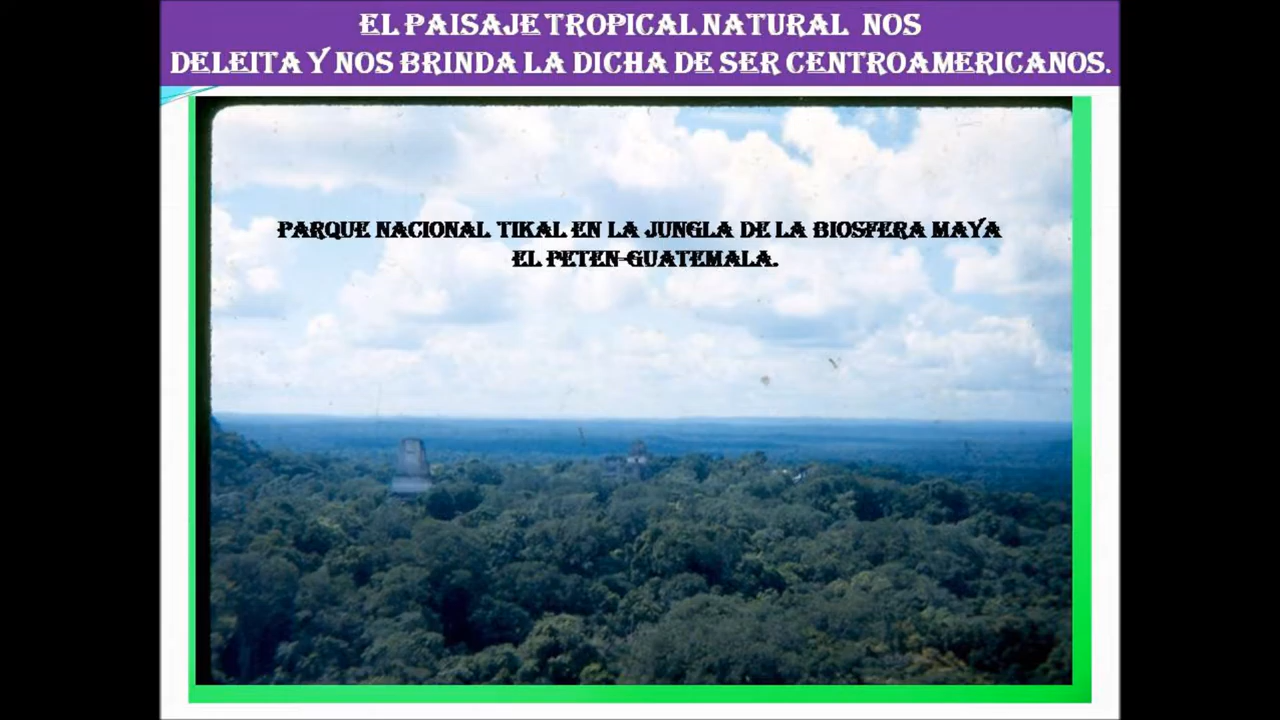 EL PAISAJE TROPICAL NATURAL NOS
DELEITA Y NOS BRINDA LA DICHA DE SER CENTROAMERICANOS.
PARQUE NACIONAL TIKAL EN LA JUNGLA DE LA BIOSFERA MAYA
EL PETEN-GUATEMALA.